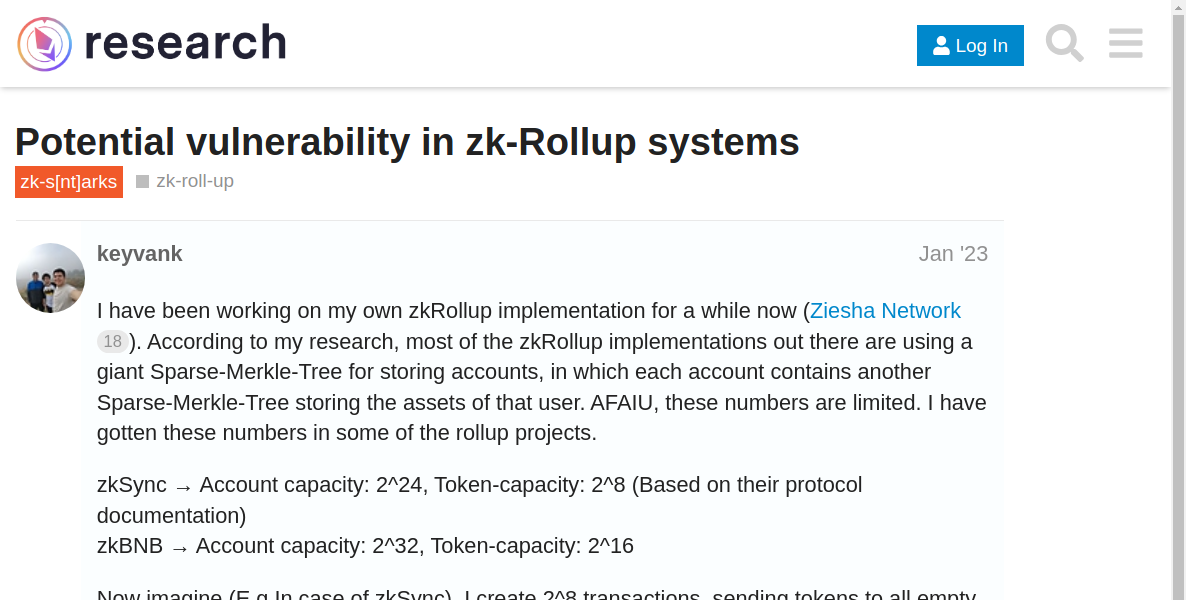 research
Log In
Potential vulnerability in zk-Rollup systems
zk-s[nt]arks
zk-roll-up
keyvank
Jan '23
I have been working on my own zkRollup implementation for a while now (Ziesha Network
18 ). According to my research, most of the zkRollup implementations out there are using a
giant Sparse-Merkle-Tree for storing accounts, in which each account contains another
Sparse-Merkle-Tree storing the assets of that user. AFAIU, these numbers are limited. I have
gotten these numbers in some of the rollup projects.
zkSync → Account capacity: 2^24, Token-capacity: 2^8 (Based on their protocol
documentation)
zkBNB → Account capacity: 2^32, Token-capacity: 2^16
Now imagine (E.g In case of zkSync), I create 2^8 transactions, sending tokens to all empty